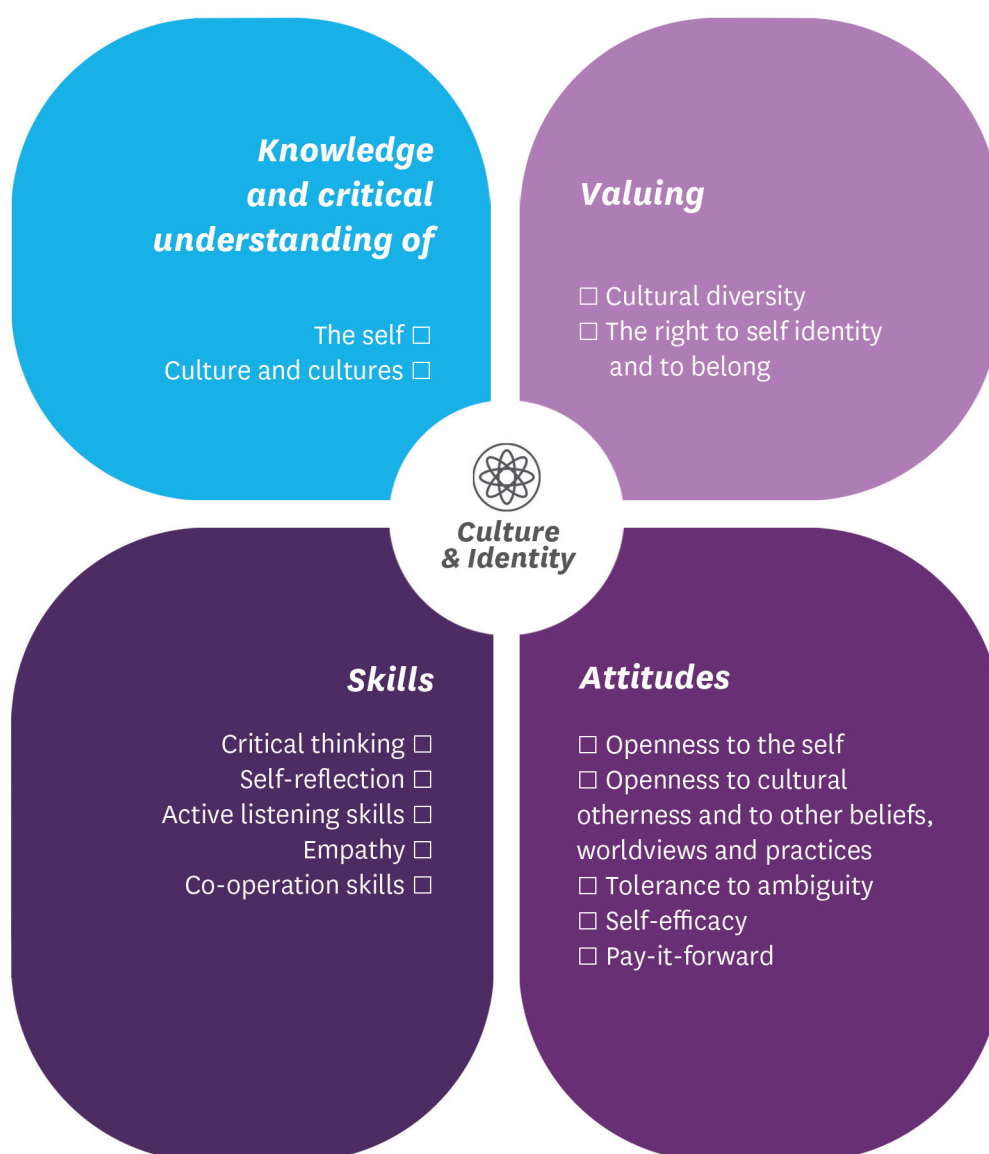 Knowledge
and critical
understanding of
The self ☐
Culture and cultures ☐
Valuing
☐ Cultural diversity
☐ The right to self identity
and to belong
Culture
& Identity
Skills
Critical thinking ☐
Self-reflection ☐
Active listening skills ☐
Empathy ☐
Co-operation skills ☐
Attitudes
☐ Openness to the self
☐ Openness to cultural
otherness and to other beliefs,
worldviews and practices
☐ Tolerance to ambiguity
☐ Self-efficacy
☐ Pay-it-forward